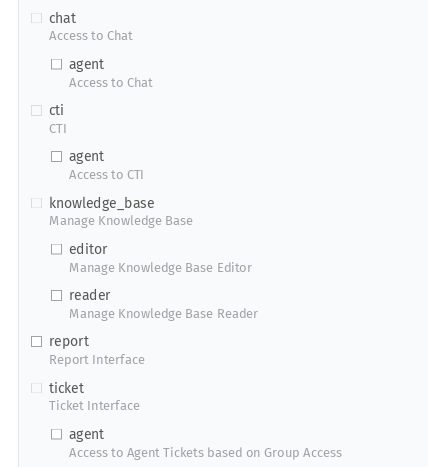 chat
Access to Chat
agent
Access to Chat
cti
CTI
agent
Access to CTI
knowledge_base
Manage Knowledge Base
editor
Manage Knowledge Base Editor
reader
Manage Knowledge Base Reader
report
Report Interface
ticket
Ticket Interface
agent
Access to Agent Tickets based on Group Access